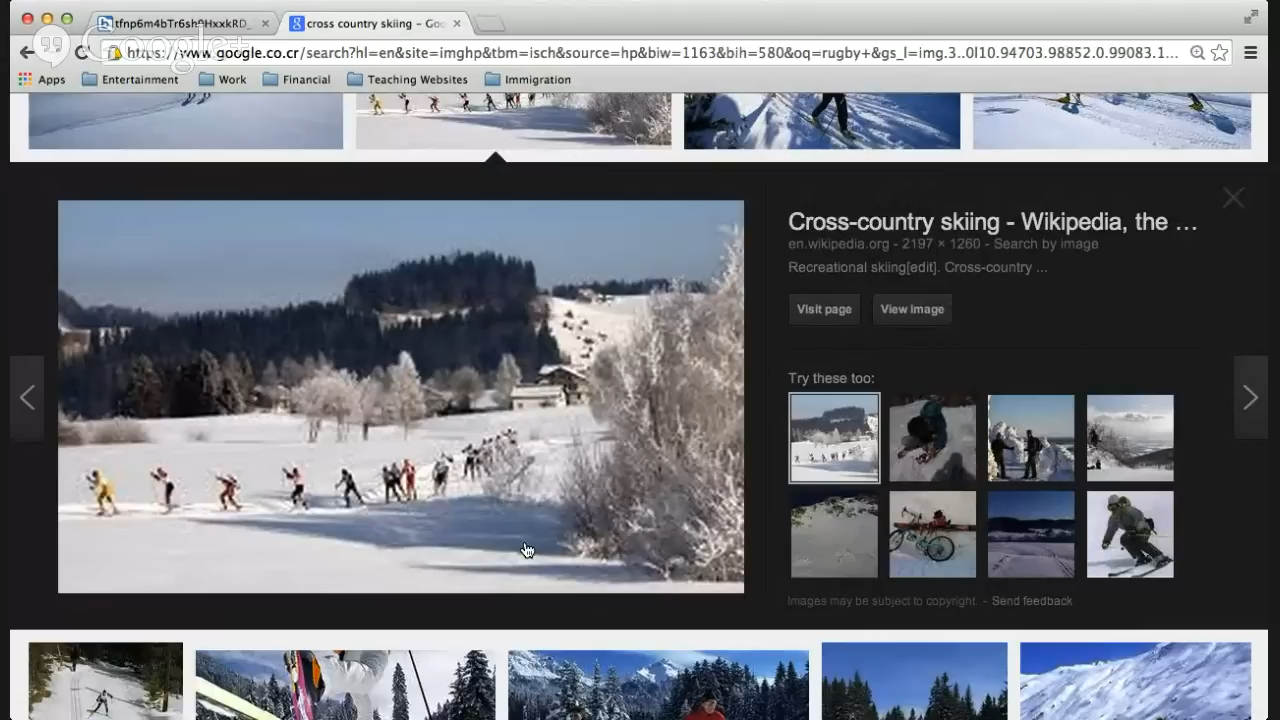 tfnp6m4bTr6sh9HxxkRD_
cross country skiing - Goo
Google+
https://www.google.co.cr/search?hl=en&site=imghp&tbm=isch&source=hp&biw=1163&bih=580&oq=rugby+&gs_l=img.3..0l10.94703.98852.0.99083.1...
Apps
Entertainment
Work
Financial
Teaching Websites
Immigration
Cross-country skiing - Wikipedia, the ...
en.wikipedia.org - 2197 × 1260 - Search by image
Recreational skiing[edit]. Cross-country ...
Visit page
View image
Try these too:
Images may be subject to copyright. - Send feedback